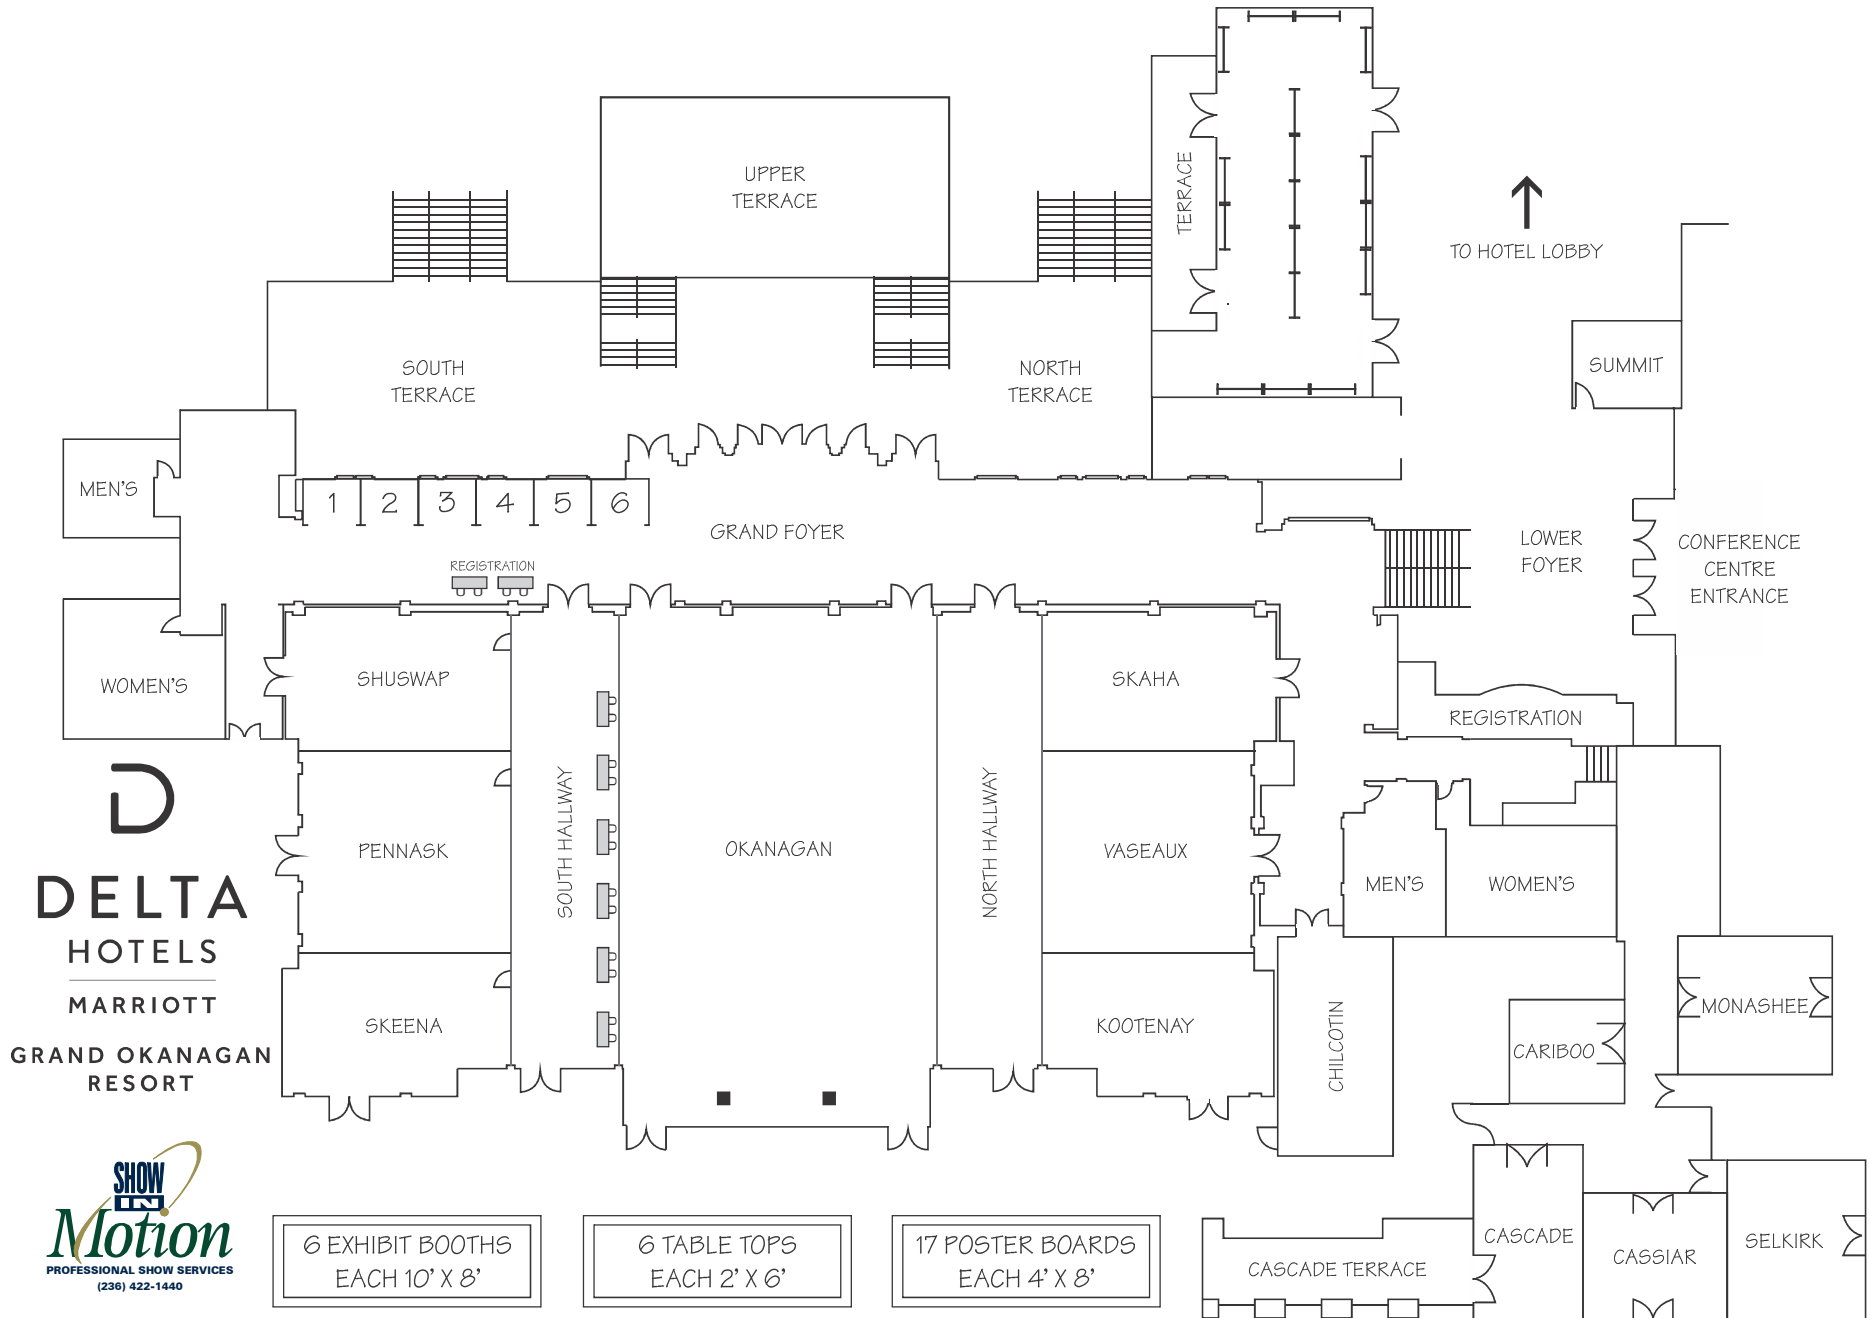 UPPER
TERRACE
TERRACE
TO HOTEL LOBBY
SOUTH
TERRACE
NORTH
TERRACE
SUMMIT
MEN'S
1 2 3 4 5 6
GRAND FOYER
LOWER
FOYER
CONFERENCE
CENTRE
ENTRANCE
REGISTRATION
WOMEN'S
SHUSWAP
SKAHA
REGISTRATION
SOUTH HALLWAY
NORTH HALLWAY
PENNASK
OKANAGAN
VASEAUX
MEN'S
WOMEN'S
D
DELTA
HOTELS
MARRIOTT
GRAND OKANAGAN
RESORT
SKEENA
KOOTENAY
CHILCOTIN
CARIBOO
MONASHEE
SHOW
IN
Motion
PROFESSIONAL SHOW SERVICES
(236) 422-1440
6 EXHIBIT BOOTHS
EACH 10' X 8'
6 TABLE TOPS
EACH 2' X 6'
17 POSTER BOARDS
EACH 4' X 8'
CASCADE TERRACE
CASCADE
CASSIAR
SELKIRK